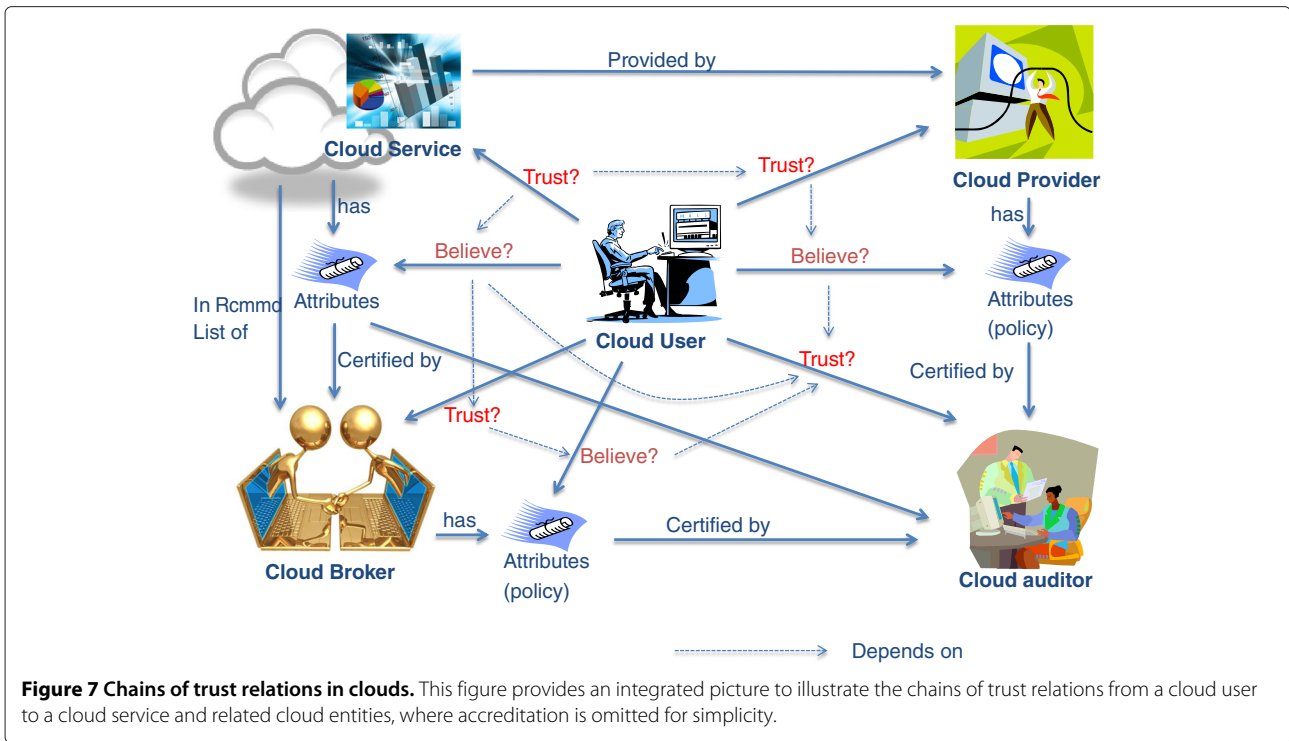 Provided by
Cloud Service
Trust?
Trust?
Cloud Provider
has
has
Believe?
Believe?
In Rcmmd
List of
Attributes
Attributes
(policy)
Cloud User
Certified by
Trust?
Certified by
Trust?
Believe?
has
Certified by
Attributes
(policy)
Cloud Broker
Cloud auditor
Depends on
Figure 7 Chains of trust relations in clouds. This figure provides an integrated picture to illustrate the chains of trust relations from a cloud user
to a cloud service and related cloud entities, where accreditation is omitted for simplicity.